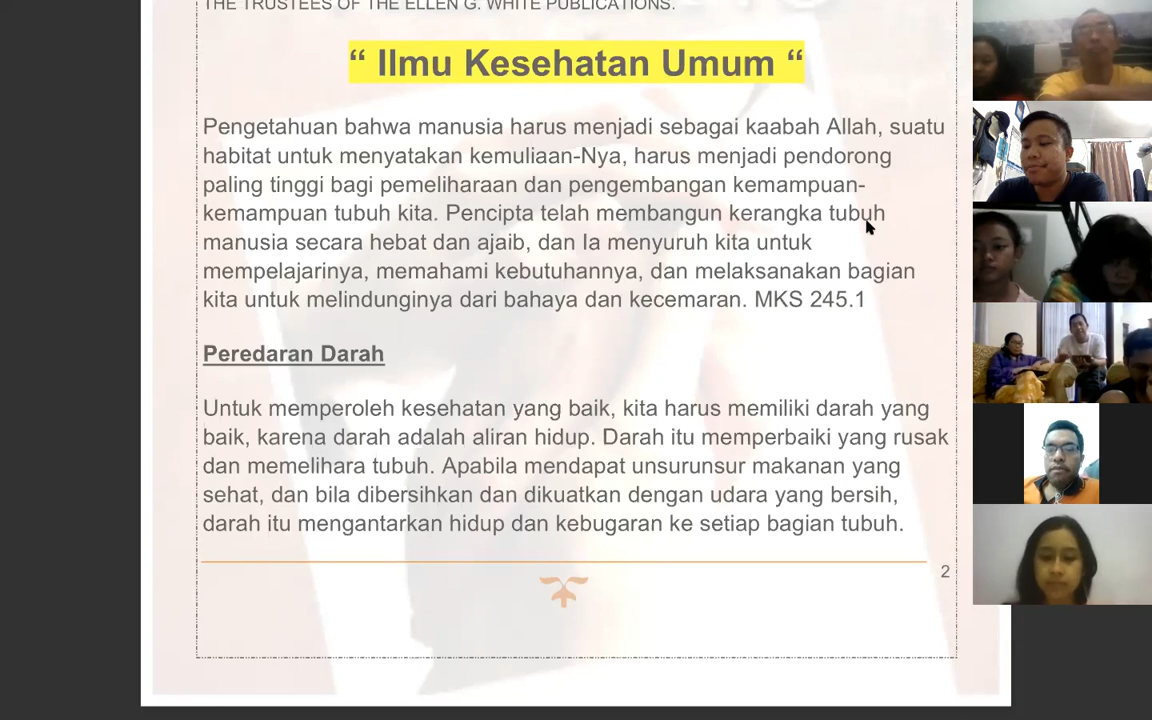 THE TRUSTEES OF THE ELLEN G. WHITE PUBLICATIONS.
“ Ilmu Kesehatan Umum “
Pengetahuan bahwa manusia harus menjadi sebagai kaabah Allah, suatu
habitat untuk menyatakan kemuliaan-Nya, harus menjadi pendorong
paling tinggi bagi pemeliharaan dan pengembangan kemampuan-
kemampuan tubuh kita. Pencipta telah membangun kerangka tubuh
manusia secara hebat dan ajaib, dan Ia menyuruh kita untuk
mempelajarinya, memahami kebutuhannya, dan melaksanakan bagian
kita untuk melindunginya dari bahaya dan kecemaran. MKS 245.1
Peredaran Darah
Untuk memperoleh kesehatan yang baik, kita harus memiliki darah yang
baik, karena darah adalah aliran hidup. Darah itu memperbaiki yang rusak
dan memelihara tubuh. Apabila mendapat unsurunsur makanan yang
sehat, dan bila dibersihkan dan dikuatkan dengan udara yang bersih,
darah itu mengantarkan hidup dan kebugaran ke setiap bagian tubuh.
2